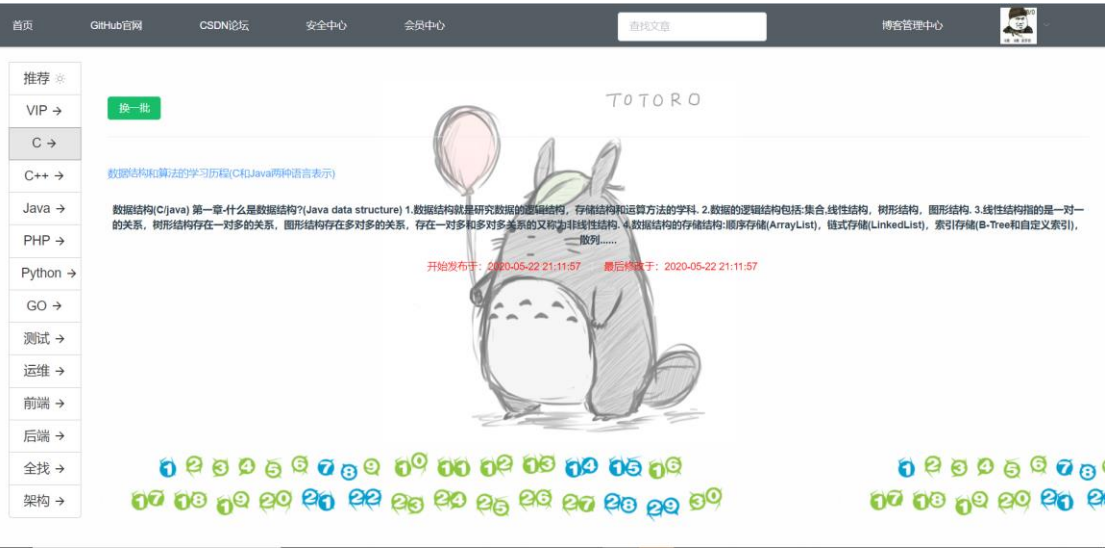 首页 GitHub官网 CSDN论坛 安全中心 会员中心 查找文章 博客管理中心
推荐
VIP →
C →
C++ →
Java →
PHP →
Python →
GO →
测试 →
运维 →
前端 →
后端 →
全找 →
架构 →
换一批
TOTORO
数据结构和算法的学习历程(C和Java两种语言表示)
数据结构(C/java) 第一章-什么是数据结构?(Java data structure) 1.数据结构就是研究数据的逻辑结构，存储结构和运算方法的学科. 2.数据的逻辑结构包括:集合,线性结构，树形结构，图形结构. 3.线性结构指的是一对一
的关系，树形结构存在一对多的关系，图形结构存在多对多的关系，存在一对多和多对多关系的又称为非线性结构. 4.数据结构的存储结构:顺序存储(ArrayList)，链式存储(LinkedList)，索引存储(B-Tree和自定义索引)，
散列......
开始发布于：2020-05-22 21:11:57 最后修改于：2020-05-22 21:11:57
1 2 3 4 5 6 7 8 9 10 11 12 13 14 15 16 1 2 3 4 5 6 7 8
17 18 19 20 21 22 23 24 25 26 27 28 29 30 17 18 19 20 21